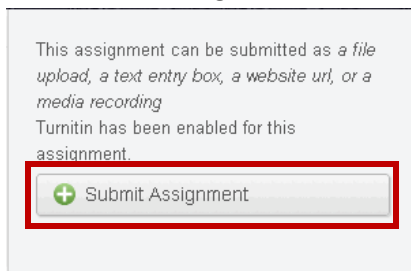 This assignment can be submitted as a file
upload, a text entry box, a website url, or a
media recording
Turnitin has been enabled for this
assignment.
Submit Assignment